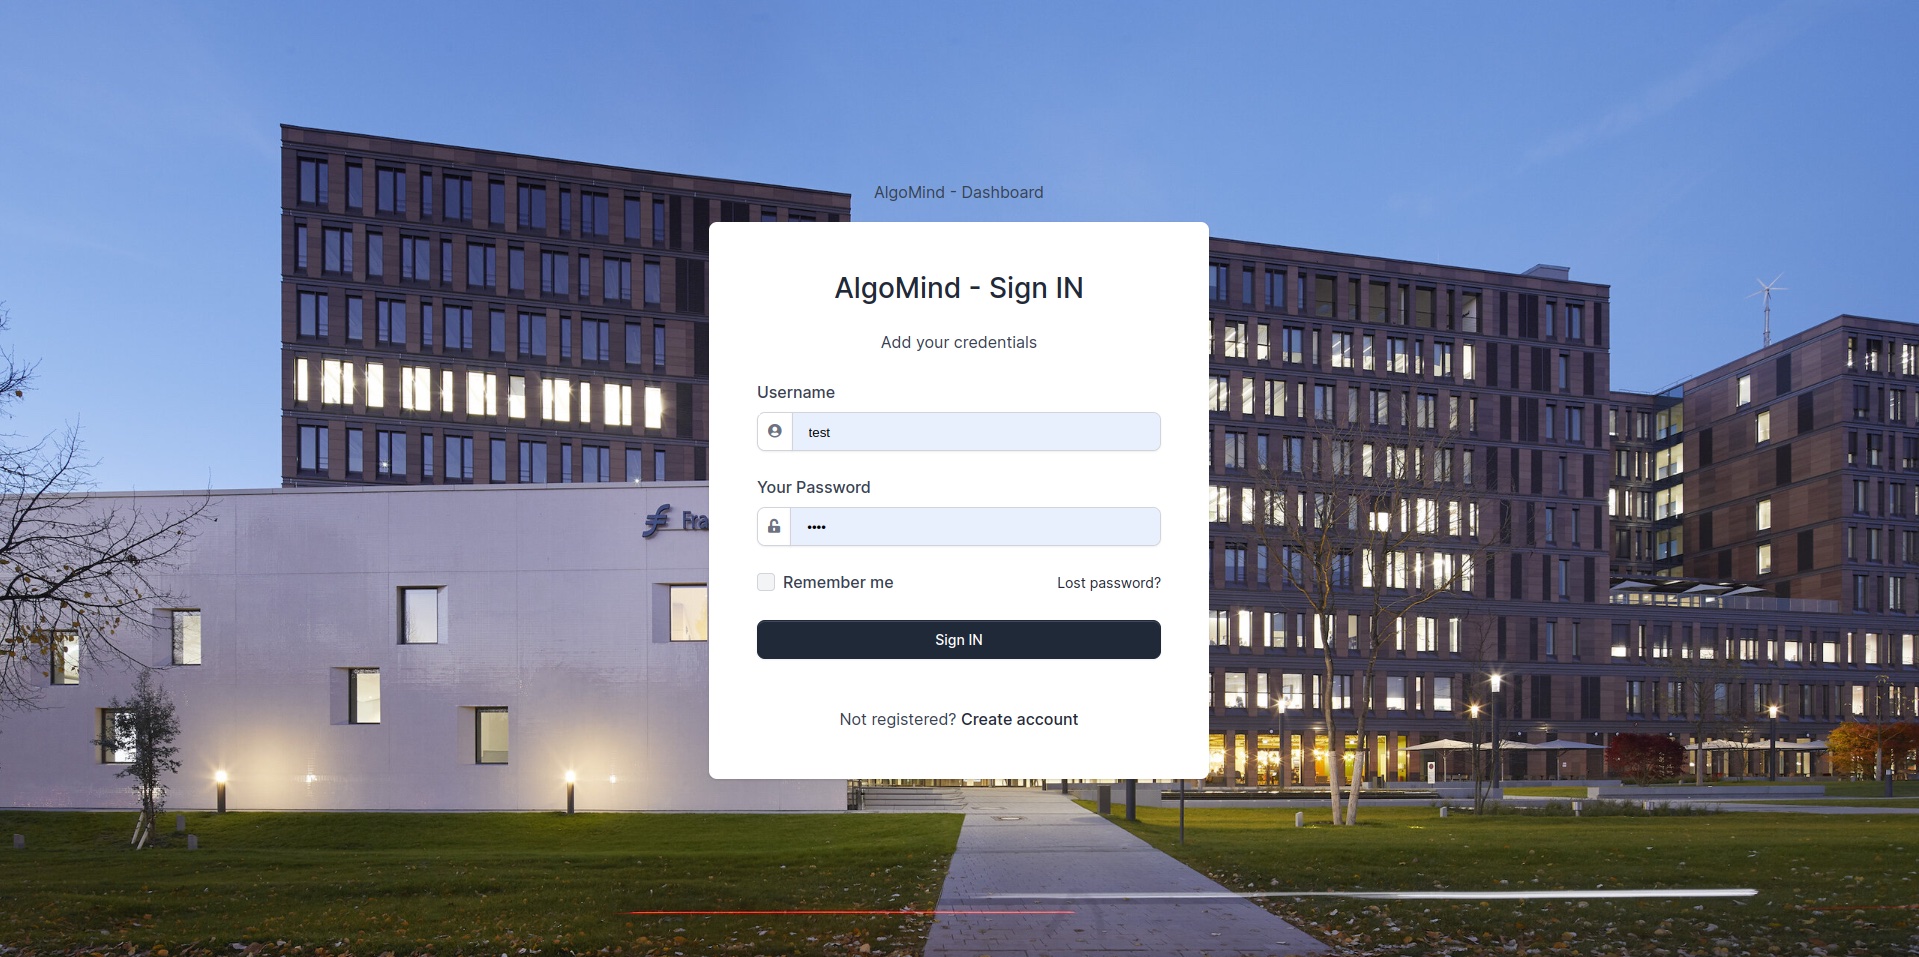 AlgoMind - Dashboard
AlgoMind - Sign IN
Add your credentials
Username
test
Your Password
••••
Remember me
Lost password?
Sign IN
Not registered? Create account
Fra